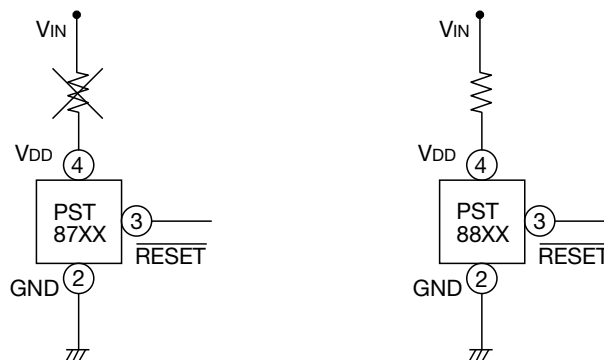 VIN
VDD
4
PST
87XX
3
RESET
GND
2
VIN
VDD
4
PST
88XX
3
RESET
GND
2